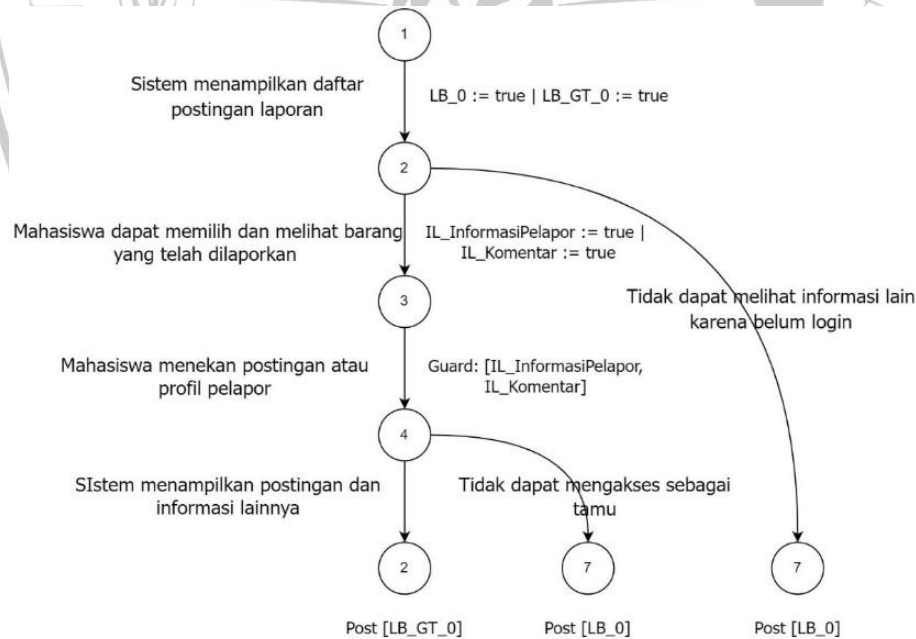 1
Sistem menampilkan daftar
postingan laporan
LB_0 := true | LB_GT_0 := true
2
Mahasiswa dapat memilih dan melihat barang
yang telah dilaporkan
IL_InformasiPelapor := true |
IL_Komentar := true
Tidak dapat melihat informasi lain
karena belum login
3
Mahasiswa menekan postingan atau
profil pelapor
Guard: [IL_InformasiPelapor,
IL_Komentar]
4
SIstem menampilkan postingan dan
informasi lainnya
Tidak dapat mengakses sebagai
tamu
2
7
7
Post [LB_GT_0]
Post [LB_0]
Post [LB_0]